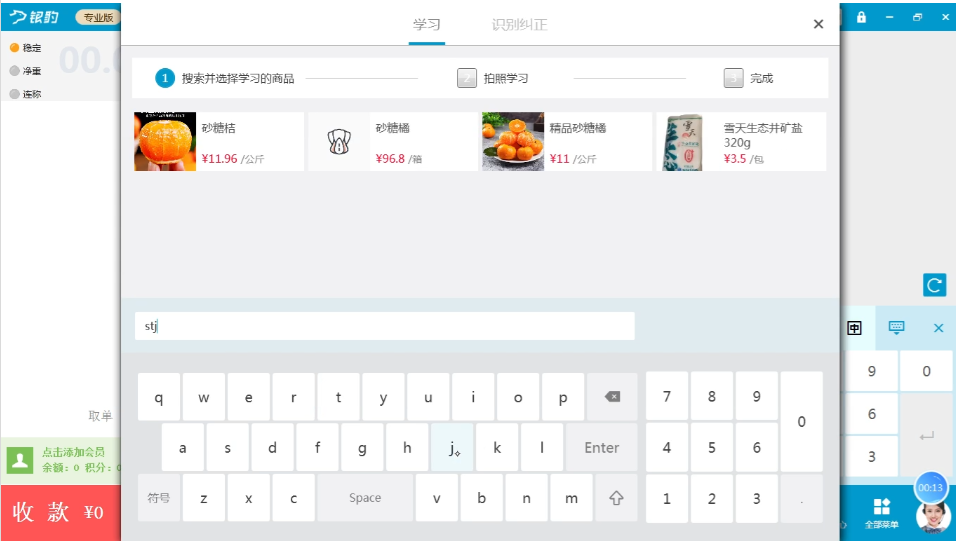 银豹 专业版
学习 识别纠正
稳定
净重
连称
00.0
1 搜索并选择学习的商品
2 拍照学习
3 完成
砂糖桔
¥11.96 /公斤
砂糖橘
¥96.8 /箱
精品砂糖橘
¥11 /公斤
雪天
雪天生态井矿盐
320g
¥3.5 /包
stj
q w e r t y u i o p
7 8 9
0
a s d f g h j k l Enter
4 5 6
符号 z x c Space v b n m
1 2 3 .
中
9 0
6
3
取单
点击添加会员
余额：0 积分：0
收 款 ¥0
00:13
全部菜单